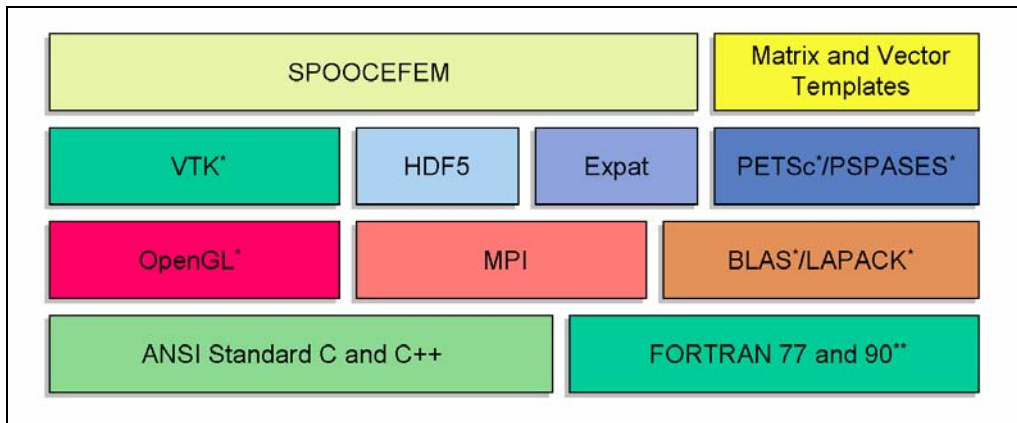 SPOOCEFEM
Matrix and Vector
Templates
VTK*
HDF5
Expat
PETSc*/PSPASES*
OpenGL*
MPI
BLAS*/LAPACK*
ANSI Standard C and C++
FORTRAN 77 and 90**